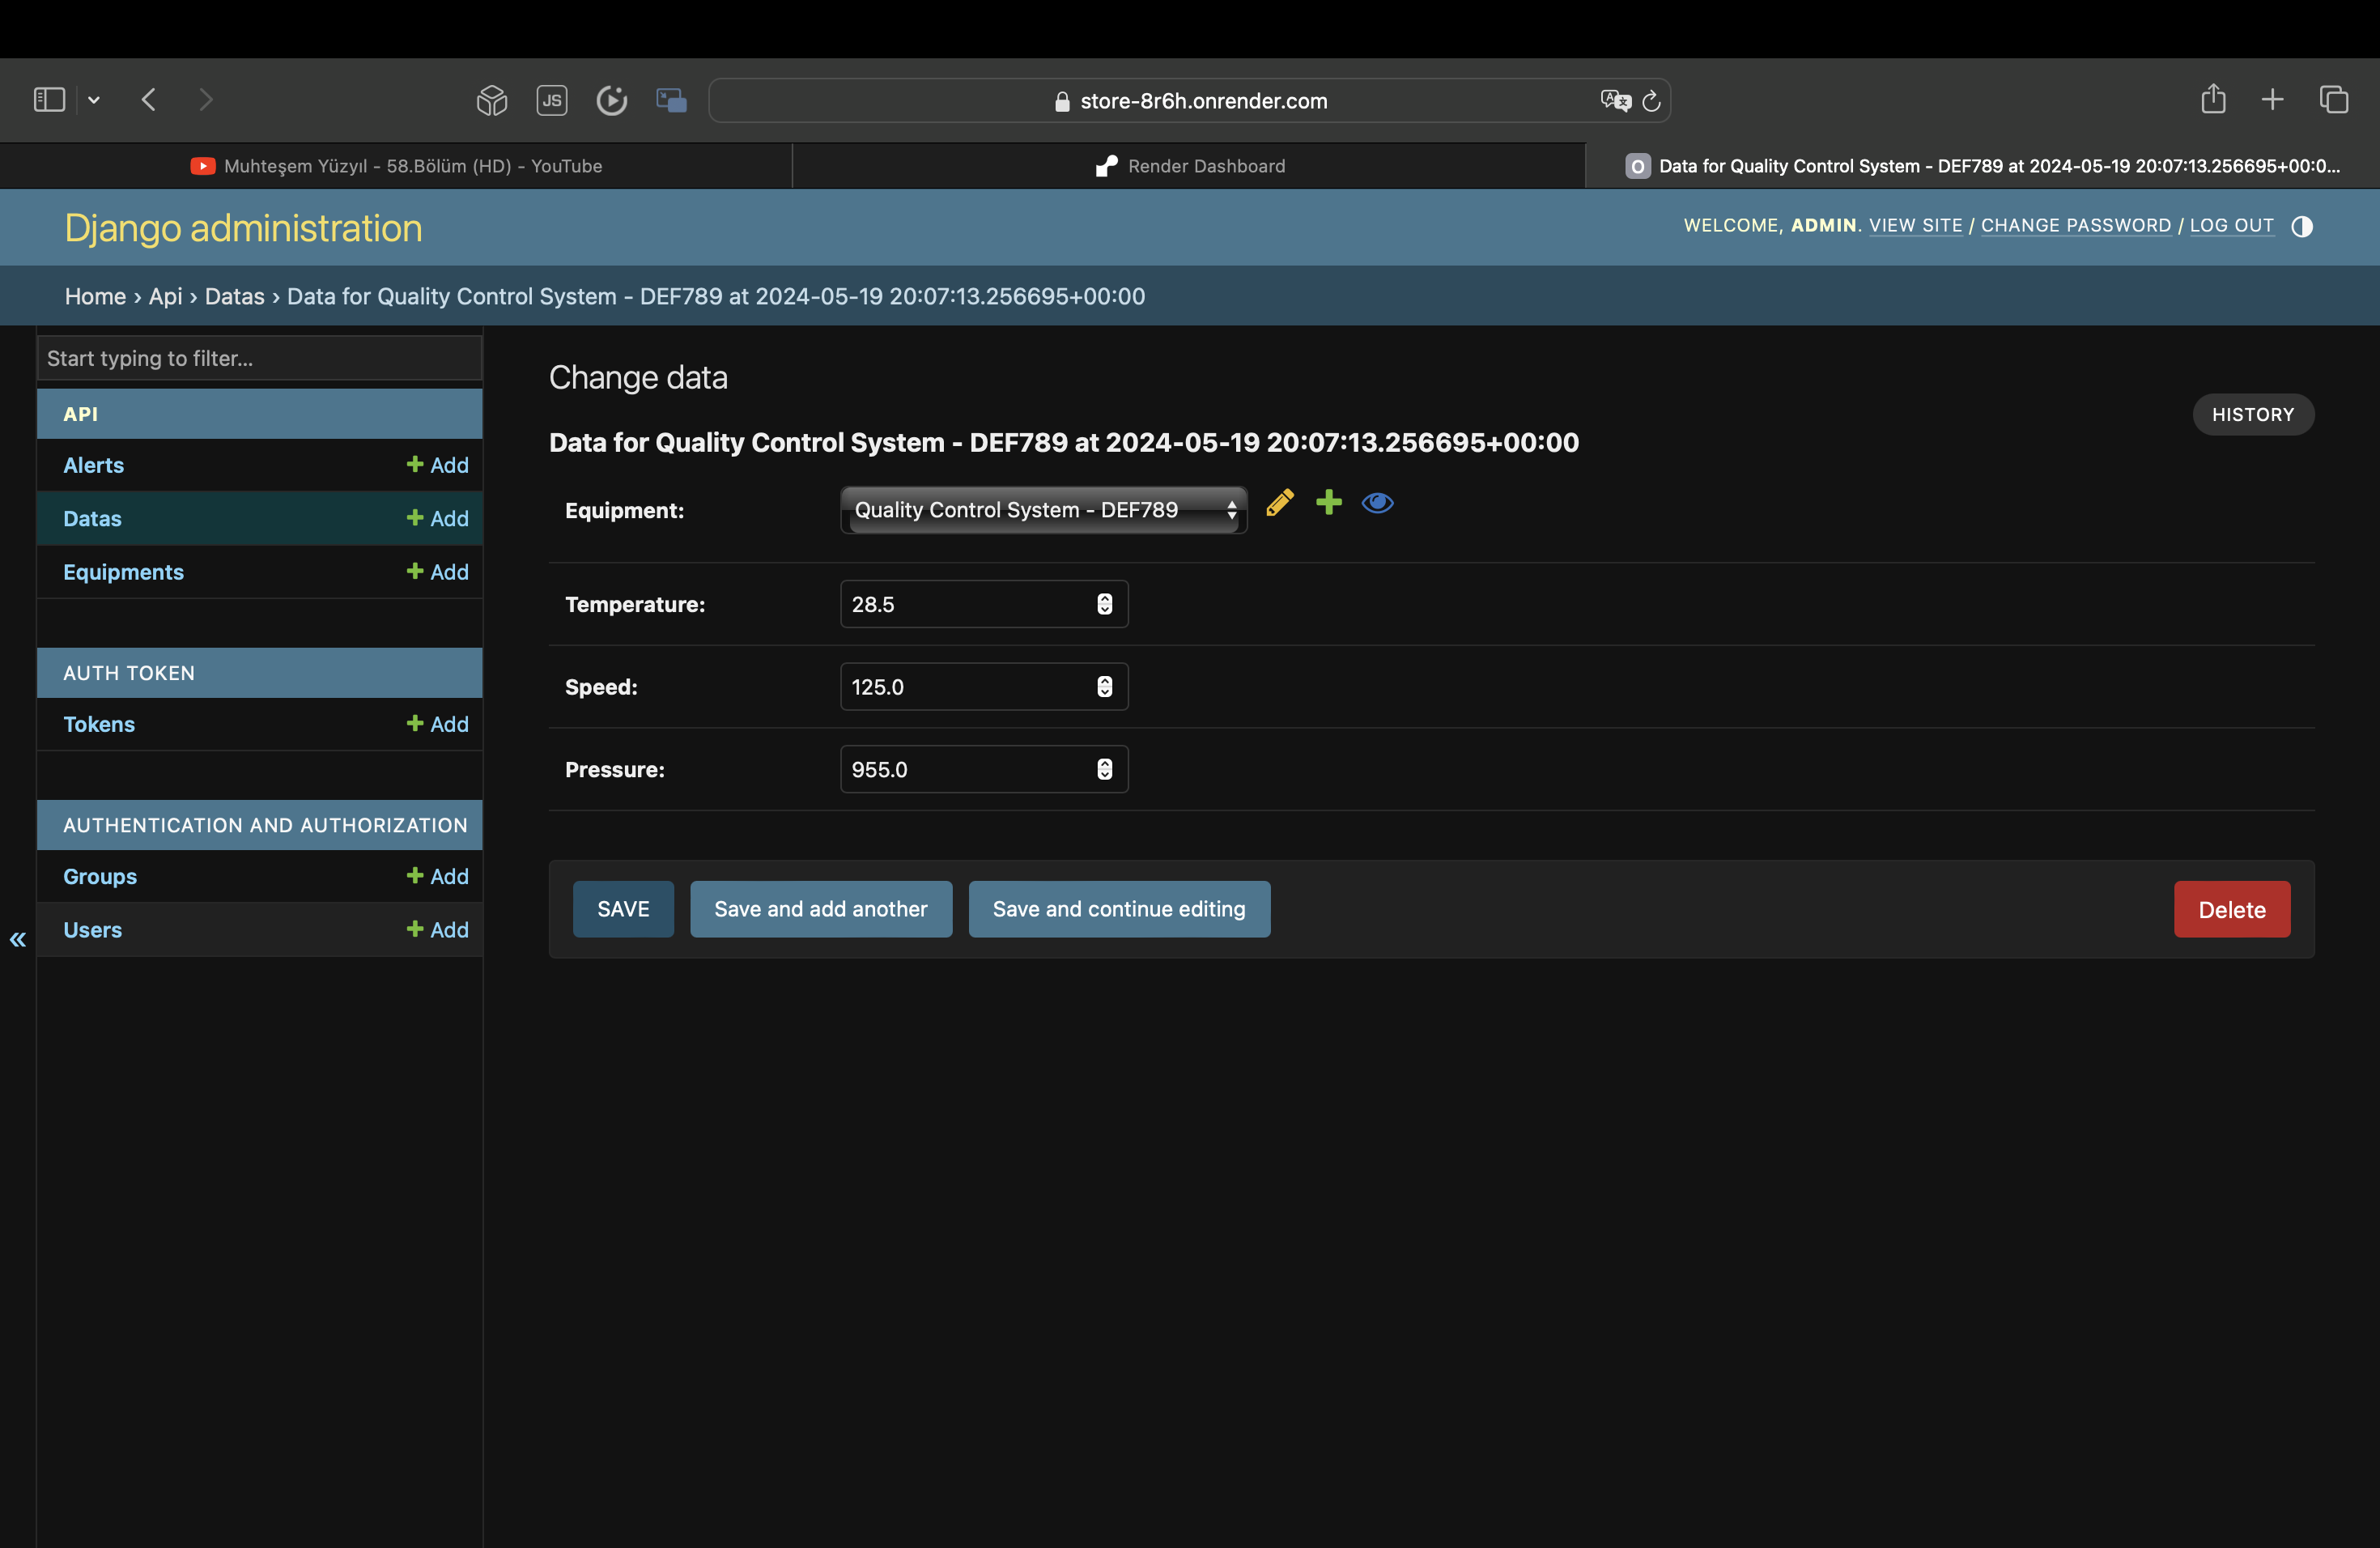 JS
store-8r6h.onrender.com
Muhteşem Yüzyıl - 58.Bölüm (HD) - YouTube
Render Dashboard
O Data for Quality Control System - DEF789 at 2024-05-19 20:07:13.256695+00:0...
Django administration
WELCOME, ADMIN. VIEW SITE / CHANGE PASSWORD / LOG OUT
Home › Api › Datas › Data for Quality Control System - DEF789 at 2024-05-19 20:07:13.256695+00:00
Start typing to filter...
API
Alerts + Add
Datas + Add
Equipments + Add
AUTH TOKEN
Tokens + Add
AUTHENTICATION AND AUTHORIZATION
Groups + Add
Users + Add
«
Change data
HISTORY
Data for Quality Control System - DEF789 at 2024-05-19 20:07:13.256695+00:00
Equipment: Quality Control System - DEF789
Temperature: 28.5
Speed: 125.0
Pressure: 955.0
SAVE Save and add another Save and continue editing Delete